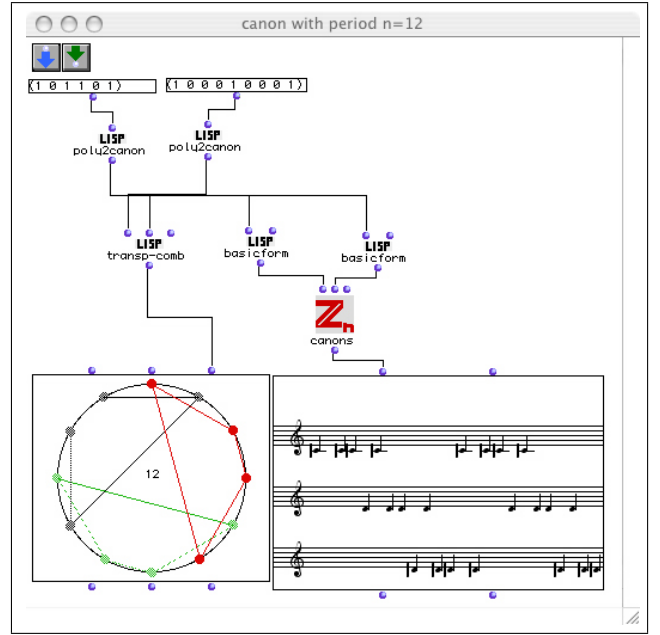 canon with period n=12
(1 0 1 1 0 1)
(1 0 0 0 1 0 0 0 1)
LISP
poly2canon
LISP
poly2canon
LISP
transp-comb
LISP
basicform
LISP
basicform
Zn
canons
12